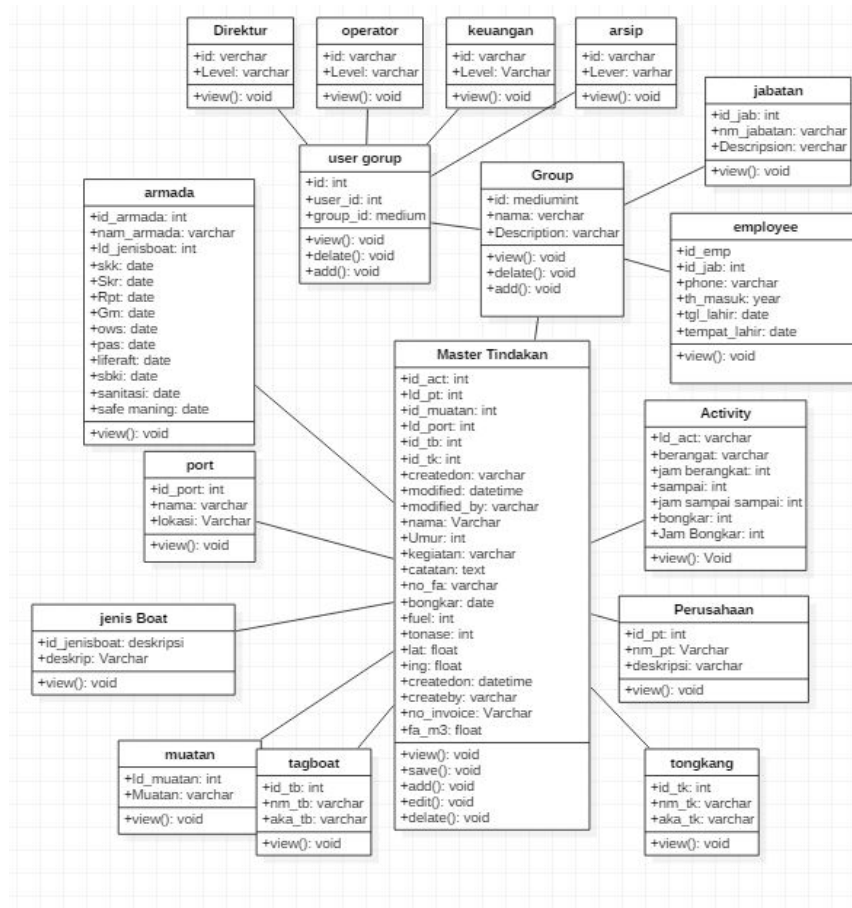 Direktur
+id: verchar
+Level: varchar
+view(): void
operator
+id: varchar
+Level: varchar
+view(): void
keuangan
+id: varchar
+Level: Varchar
+view(): void
arsip
+id: varchar
+Lever: varhar
+view(): void
jabatan
+id_jab: int
+nm_jabatan: varchar
+Descripsion: verchar
+view(): void
user gorup
+id: int
+user_id: int
+group_id: medium
+view(): void
+delate(): void
+add(): void
Group
+id: mediumint
+nama: verchar
+Description: varchar
+view(): void
+delate(): void
+add(): void
armada
+id_armada: int
+nam_armada: varchar
+Id_jenisboat: int
+skk: date
+Skr: date
+Rpt: date
+Gm: date
+ows: date
+pas: date
+liferaft: date
+sbki: date
+sanitasi: date
+safe maning: date
+view(): void
employee
+id_emp
+id_jab: int
+phone: varchar
+th_masuk: year
+tgl_lahir: date
+tempat_lahir: date
+view(): void
Master Tindakan
+id_act: int
+Id_pt: int
+id_muatan: int
+Id_port: int
+id_tb: int
+id_tk: int
+createdon: varchar
+modified: datetime
+modified_by: varchar
+nama: Varchar
+Umur: int
+kegiatan: varchar
+catatan: text
+no_fa: varchar
+bongkar: date
+fuel: int
+tonase: int
+lat: float
+ing: float
+createdon: datetime
+createby: varchar
+no_invoice: Varchar
+fa_m3: float
+view(): void
+save(): void
+add(): void
+edit(): void
+delate(): void
Activity
+Id_act: varchar
+berangat: varchar
+jam berangkat: int
+sampai: int
+jam sampai sampai: int
+bongkar: int
+Jam Bongkar: int
+view(): Void
port
+id_port: int
+nama: varchar
+lokasi: Varchar
+view(): void
jenis Boat
+id_jenisboat: deskripsi
+deskrip: Varchar
+view(): void
Perusahaan
+id_pt: int
+nm_pt: Varchar
+deskripsi: varchar
+view(): void
muatan
+Id_muatan: int
+Muatan: varchar
+view(): void
tagboat
+id_tb: int
+nm_tb: varchar
+aka_tb: varchar
+view(): void
tongkang
+id_tk: int
+nm_tk: varchar
+aka_tk: varchar
+view(): void